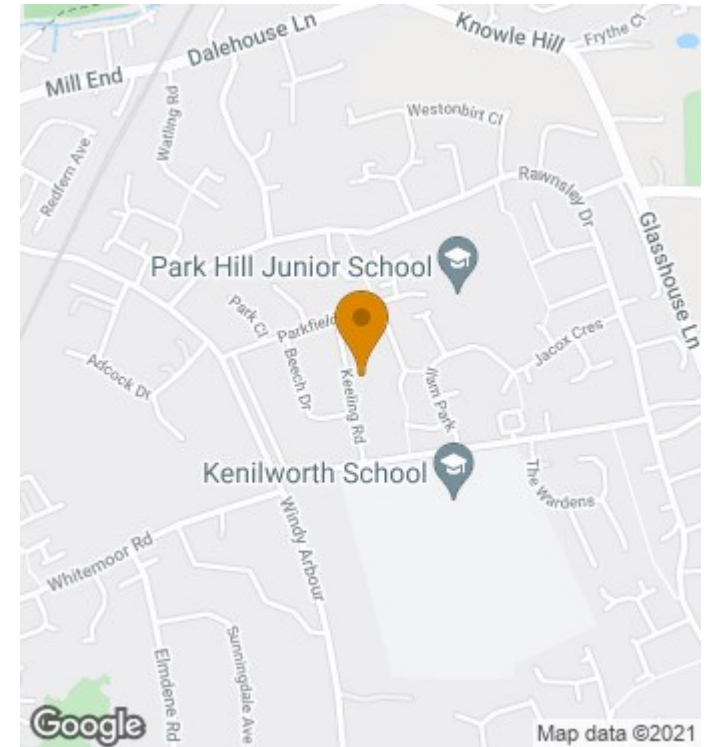 Dalehouse Ln
Knowle Hill
Frythe Cl
Mill End
Watling Rd
Westonbirt Cl
Redfern Ave
Rawnsley Dr
Glasshouse Ln
Park Hill Junior School
Park Cl
Parkfield
Adcock Dr
Beech Dr
Keeling Rd
Jacox Cres
Park
Kenilworth School
The Wardens
Windy Arbour
Whitemoor Rd
Elmdene Rd
Sunningdale Ave
Google
Map data ©2021